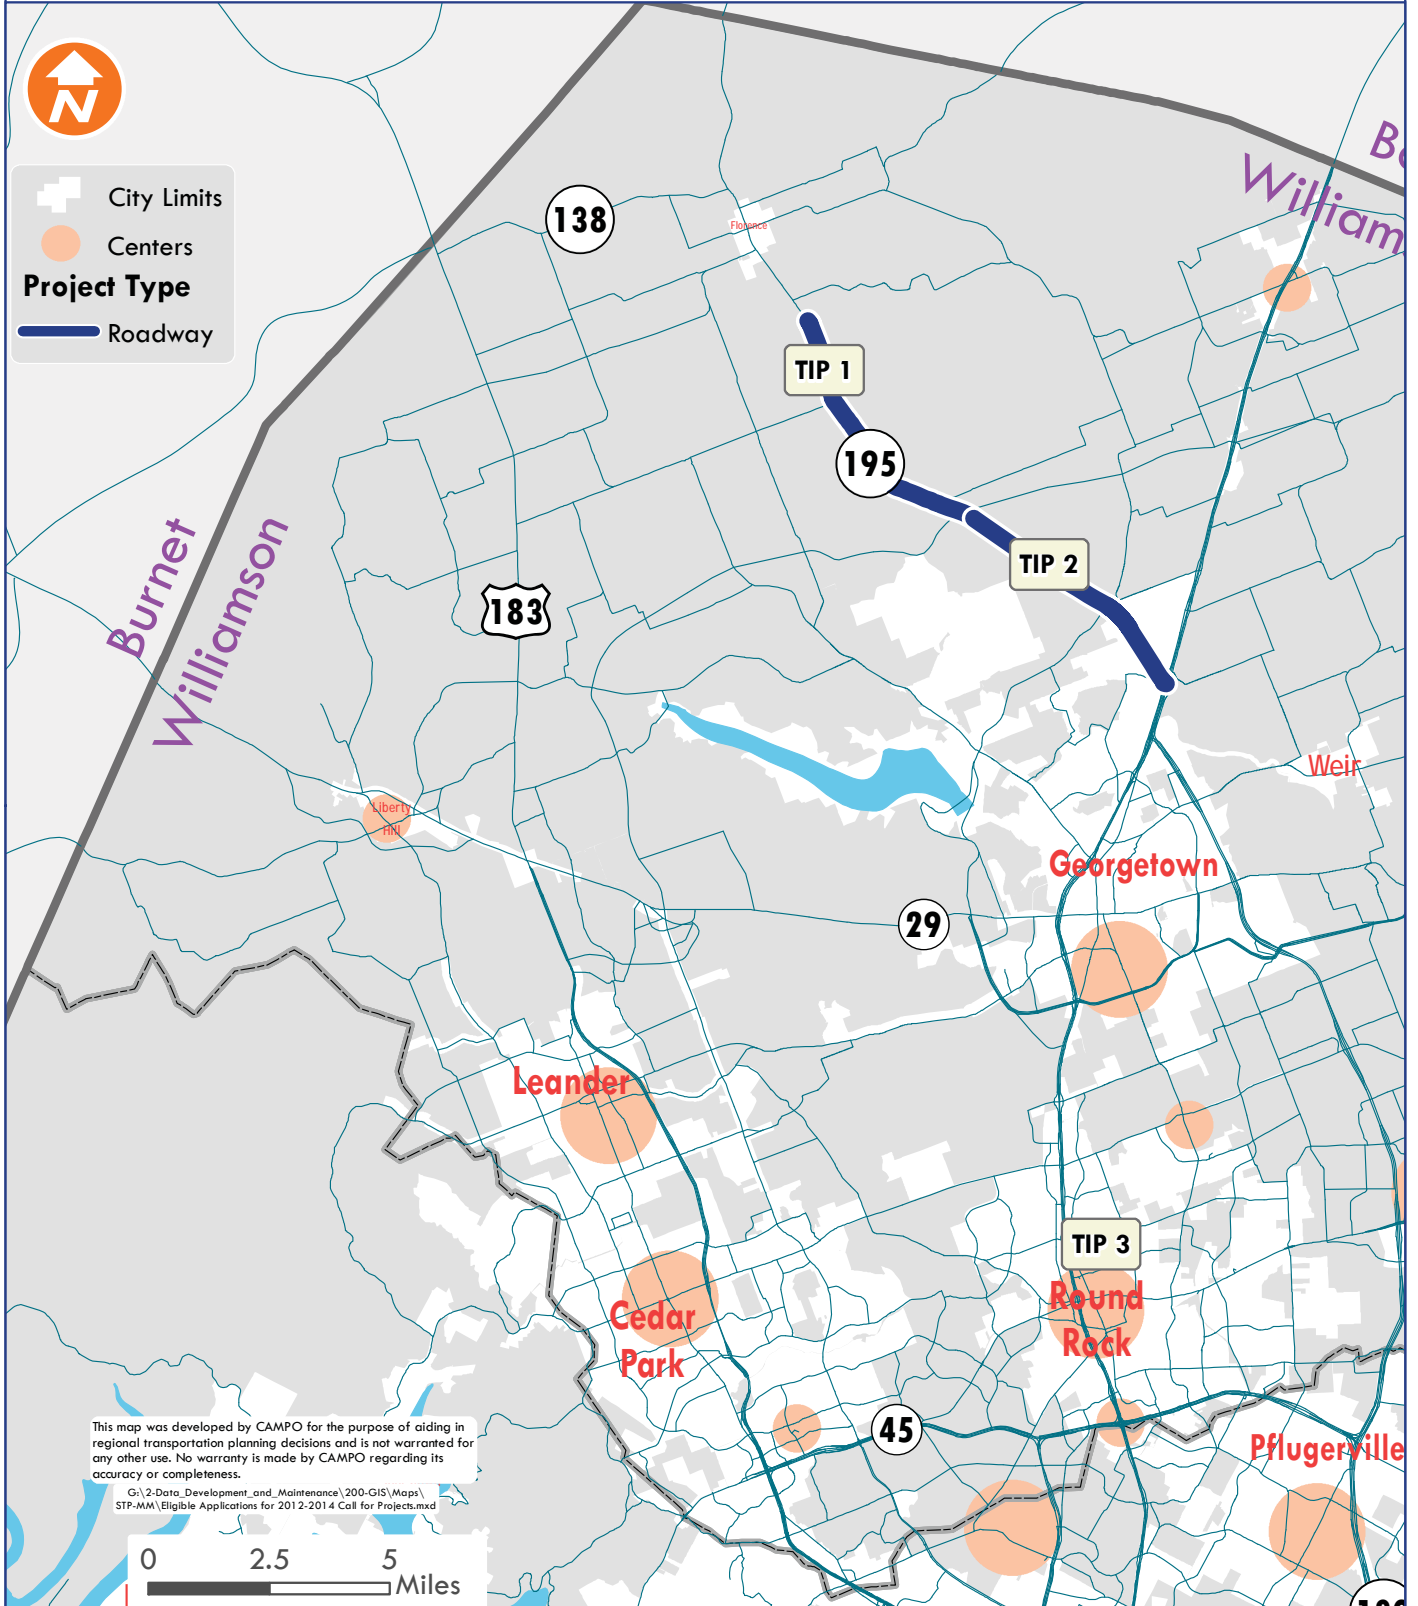 N
City Limits
Centers
Project Type
Roadway
138
Florence
William
TIP 1
195
TIP 2
Burnet
Williamson
183
Weir
Liberty
Hill
Georgetown
29
Leander
TIP 3
Round
Rock
Cedar
Park
45
Pflugerville
This map was developed by CAMPO for the purpose of aiding in
regional transportation planning decisions and is not warranted for
any other use. No warranty is made by CAMPO regarding its
accuracy or completeness.
G:\2-Data_Development_and_Maintenance\200-GIS\Maps\
STP-MM\Eligible Applications for 2012-2014 Call for Projects.mxd
0 2.5 5
Miles